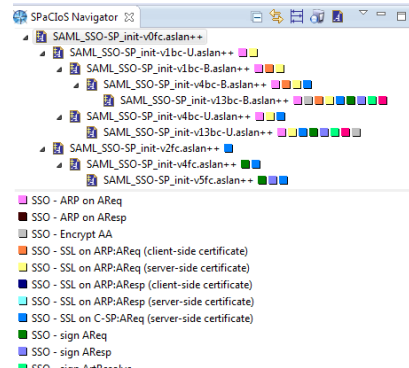 SPaCIoS Navigator
SAML_SSO-SP_init-v0fc.aslan++
SAML_SSO-SP_init-v1bc-U.aslan++
SAML_SSO-SP_init-v1bc-B.aslan++
SAML_SSO-SP_init-v4bc-B.aslan++
SAML_SSO-SP_init-v13bc-B.aslan++
SAML_SSO-SP_init-v4bc-U.aslan++
SAML_SSO-SP_init-v13bc-U.aslan++
SAML_SSO-SP_init-v2fc.aslan++
SAML_SSO-SP_init-v4fc.aslan++
SAML_SSO-SP_init-v5fc.aslan++
SSO - ARP on AReq
SSO - ARP on AResp
SSO - Encrypt AA
SSO - SSL on ARP:AReq (client-side certificate)
SSO - SSL on ARP:AReq (server-side certificate)
SSO - SSL on ARP:AResp (client-side certificate)
SSO - SSL on ARP:AResp (server-side certificate)
SSO - SSL on C-SP:AReq (server-side certificate)
SSO - sign AReq
SSO - sign AResp
SSO - sign ArtResolve